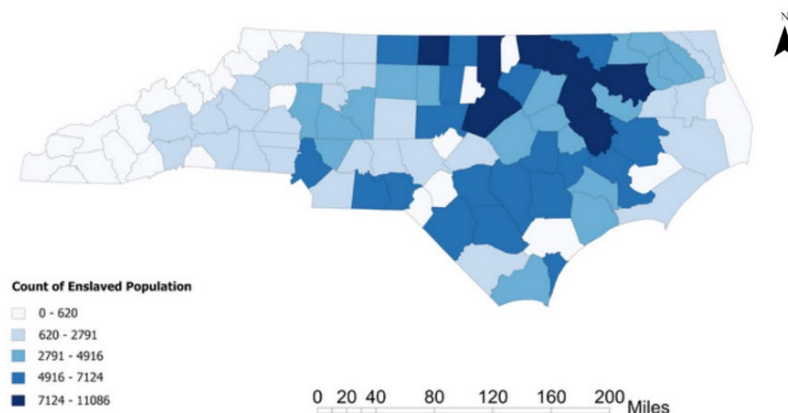 N
Count of Enslaved Population
0 - 620
620 - 2791
2791 - 4916
4916 - 7124
7124 - 11086
0 20 40 80 120 160 200 Miles